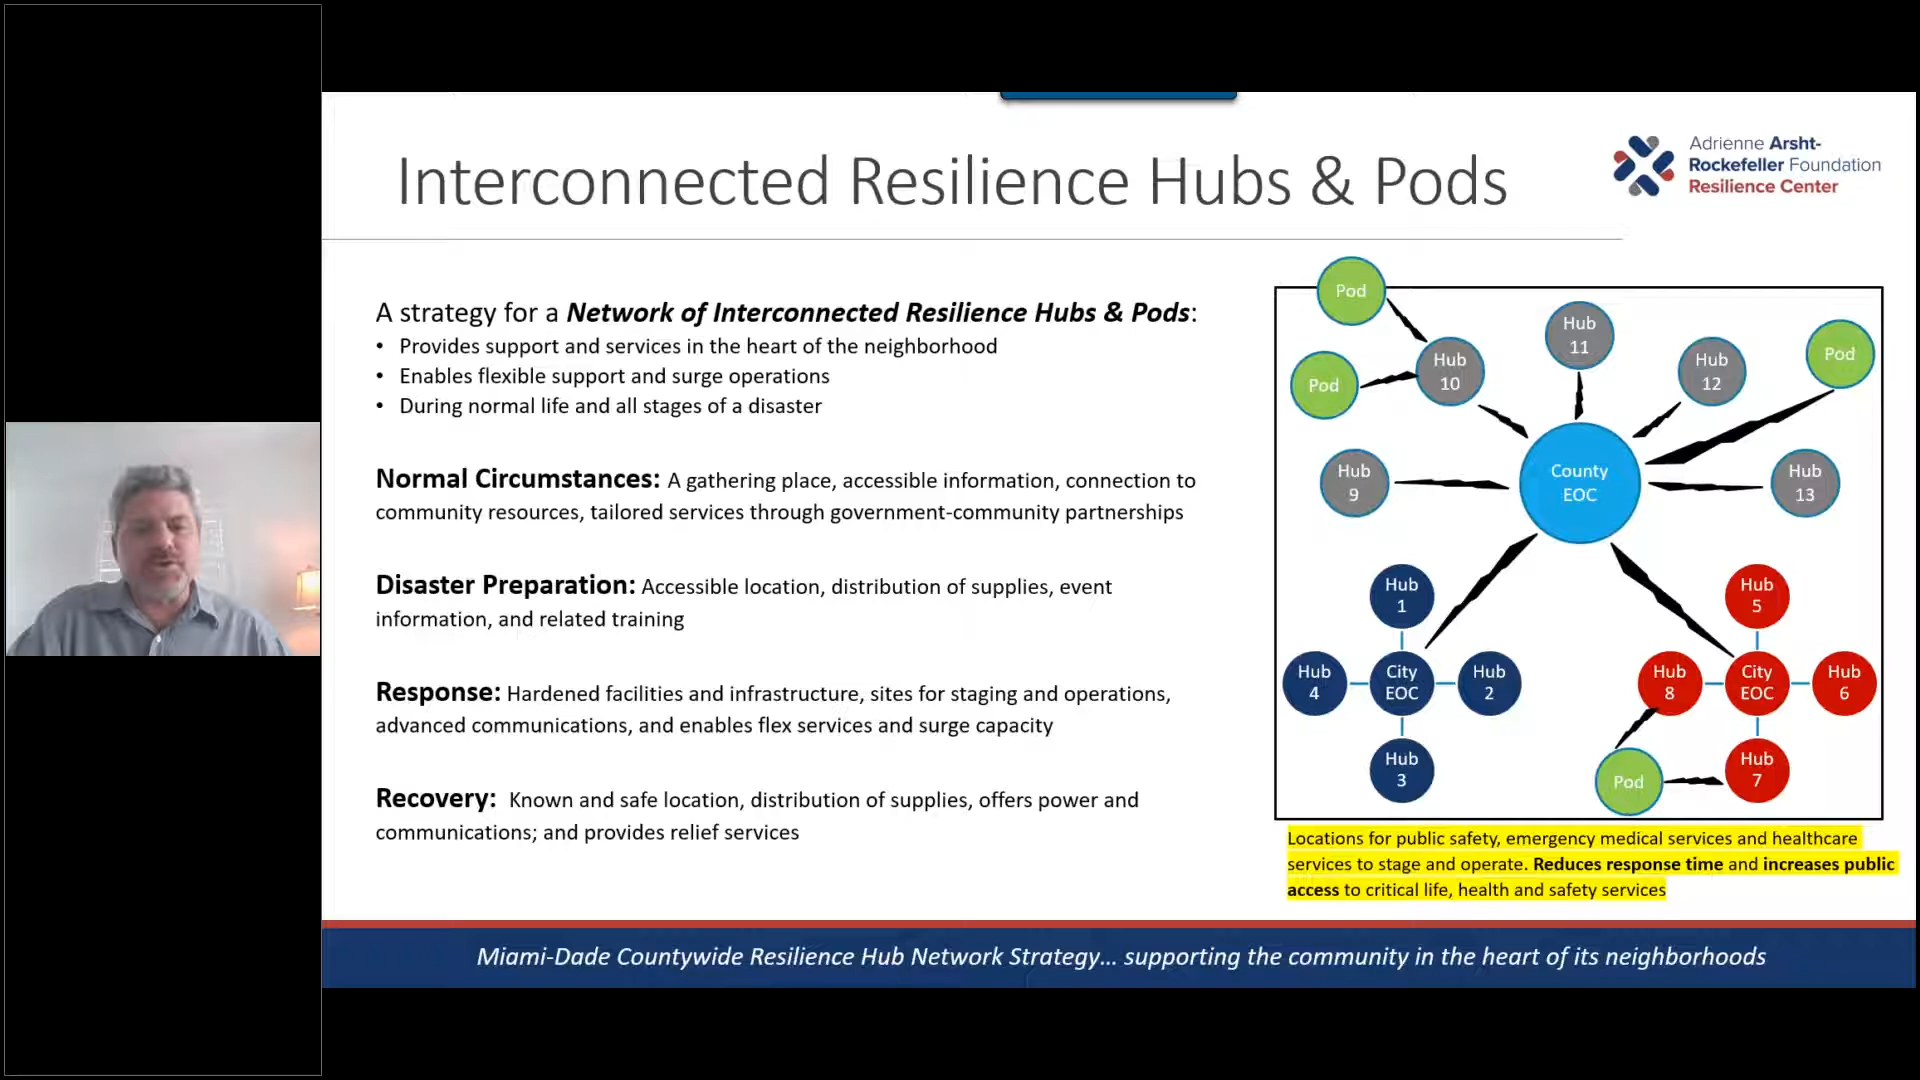 Interconnected Resilience Hubs & Pods
Adrienne Arsht-
Rockefeller Foundation
Resilience Center
A strategy for a Network of Interconnected Resilience Hubs & Pods:
• Provides support and services in the heart of the neighborhood
• Enables flexible support and surge operations
• During normal life and all stages of a disaster
Normal Circumstances: A gathering place, accessible information, connection to
community resources, tailored services through government-community partnerships
Disaster Preparation: Accessible location, distribution of supplies, event
information, and related training
Response: Hardened facilities and infrastructure, sites for staging and operations,
advanced communications, and enables flex services and surge capacity
Recovery: Known and safe location, distribution of supplies, offers power and
communications; and provides relief services
Pod
Hub
11
Pod
Hub
10
Hub
12
Pod
Hub
9
County
EOC
Hub
13
Hub
1
Hub
4
City
EOC
Hub
2
Hub
3
Hub
5
Hub
8
City
EOC
Hub
6
Hub
7
Pod
Locations for public safety, emergency medical services and healthcare
services to stage and operate. Reduces response time and increases public
access to critical life, health and safety services
Miami-Dade Countywide Resilience Hub Network Strategy… supporting the community in the heart of its neighborhoods